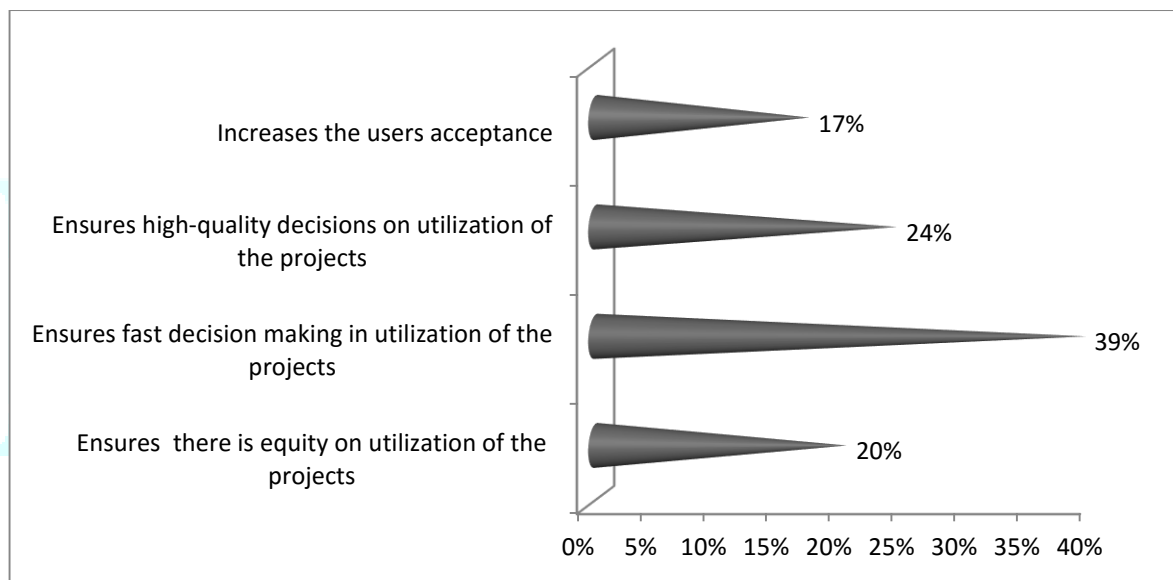 Increases the users acceptance
17%
Ensures high-quality decisions on utilization of
the projects
24%
Ensures fast decision making in utilization of the
projects
39%
Ensures  there is equity on utilization of the
projects
20%
0% 5% 10% 15% 20% 25% 30% 35% 40%